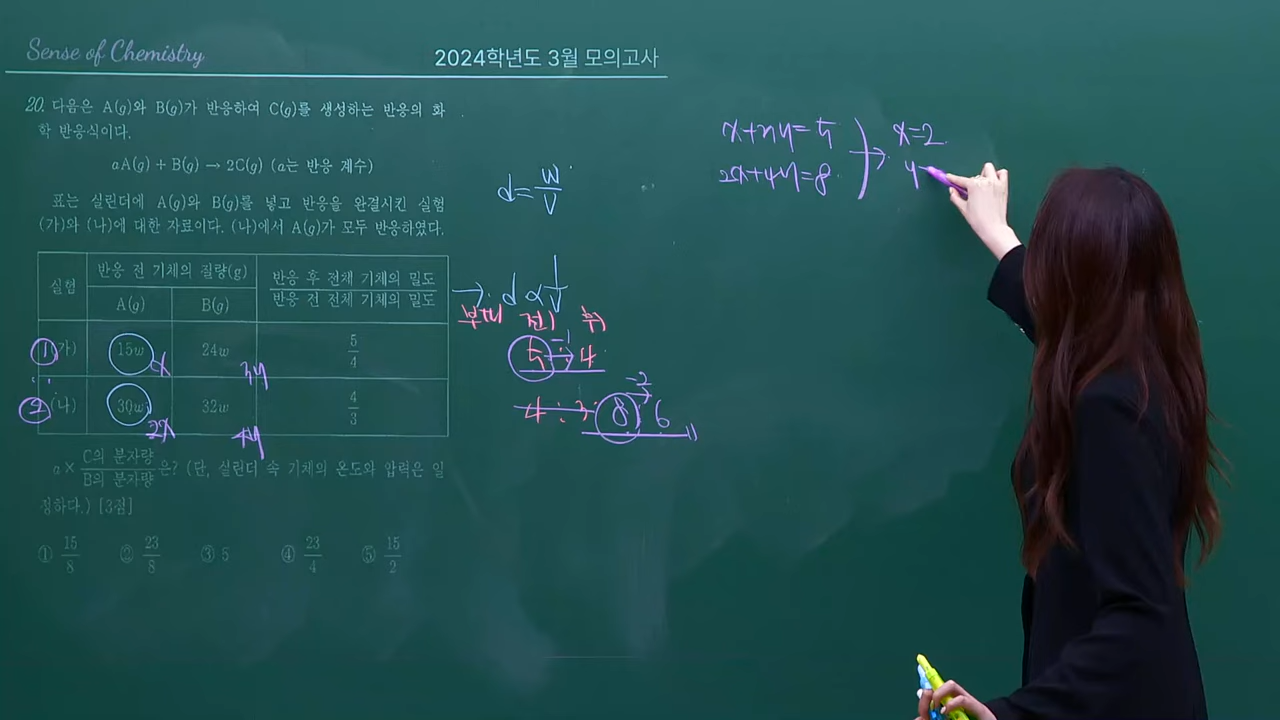 Sense of Chemistry
2024학년도 3월 모의고사
20. 다음은 A(g)와 B(g)가 반응하여 C(g)를 생성하는 반응의 화
학 반응식이다.
aA(g) + B(g) → 2C(g) (a는 반응 계수)
표는 실린더에 A(g)와 B(g)를 넣고 반응을 완결시킨 실험
(가)와 (나)에 대한 자료이다. (나)에서 A(g)가 모두 반응하였다.
실험
반응 전 기체의 질량(g)
A(g)
B(g)
반응 후 전체 기체의 밀도
반응 전 전체 기체의 밀도
① (가) 15w x 24w 3y 5/4
② (나) 30w 2x 32w 4y 4/3
a × C의 분자량/B의 분자량 은? (단, 실린더 속 기체의 온도와 압력은 일
정하다.) [3점]
① 15/8 ② 23/8 ③ 5 ④ 23/4 ⑤ 15/2
d = w/V
→ d ∝ 1/V
부피 전 후
5 : 4
-1
4 : 3 8 : 6
-2
2x+4y=8
x=2
y